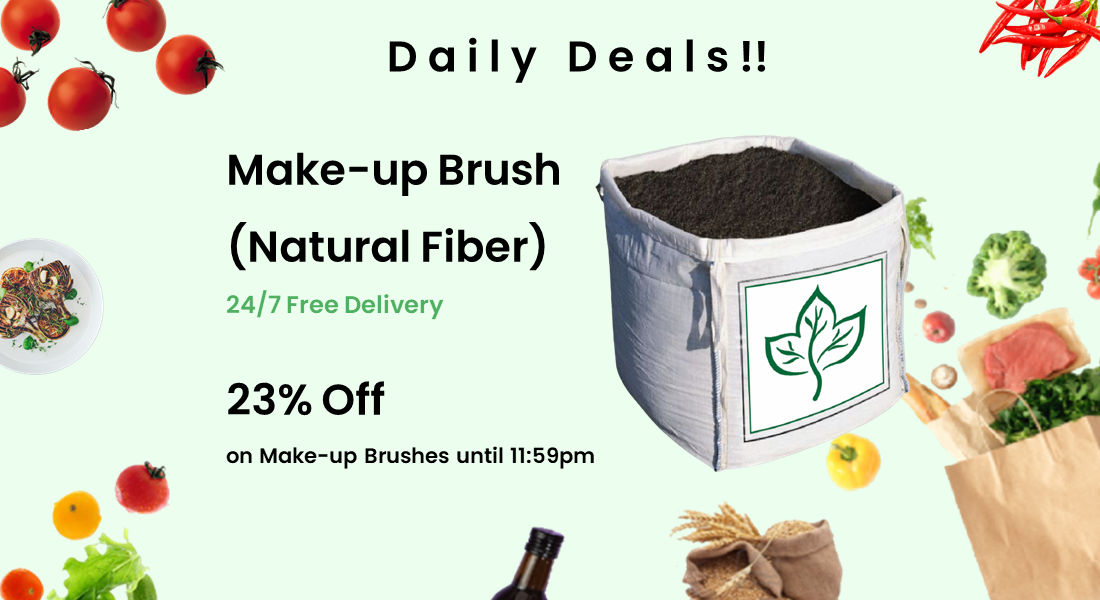 Daily Deals!!
Make-up Brush
(Natural Fiber)
24/7 Free Delivery
23% Off
on Make-up Brushes until 11:59pm